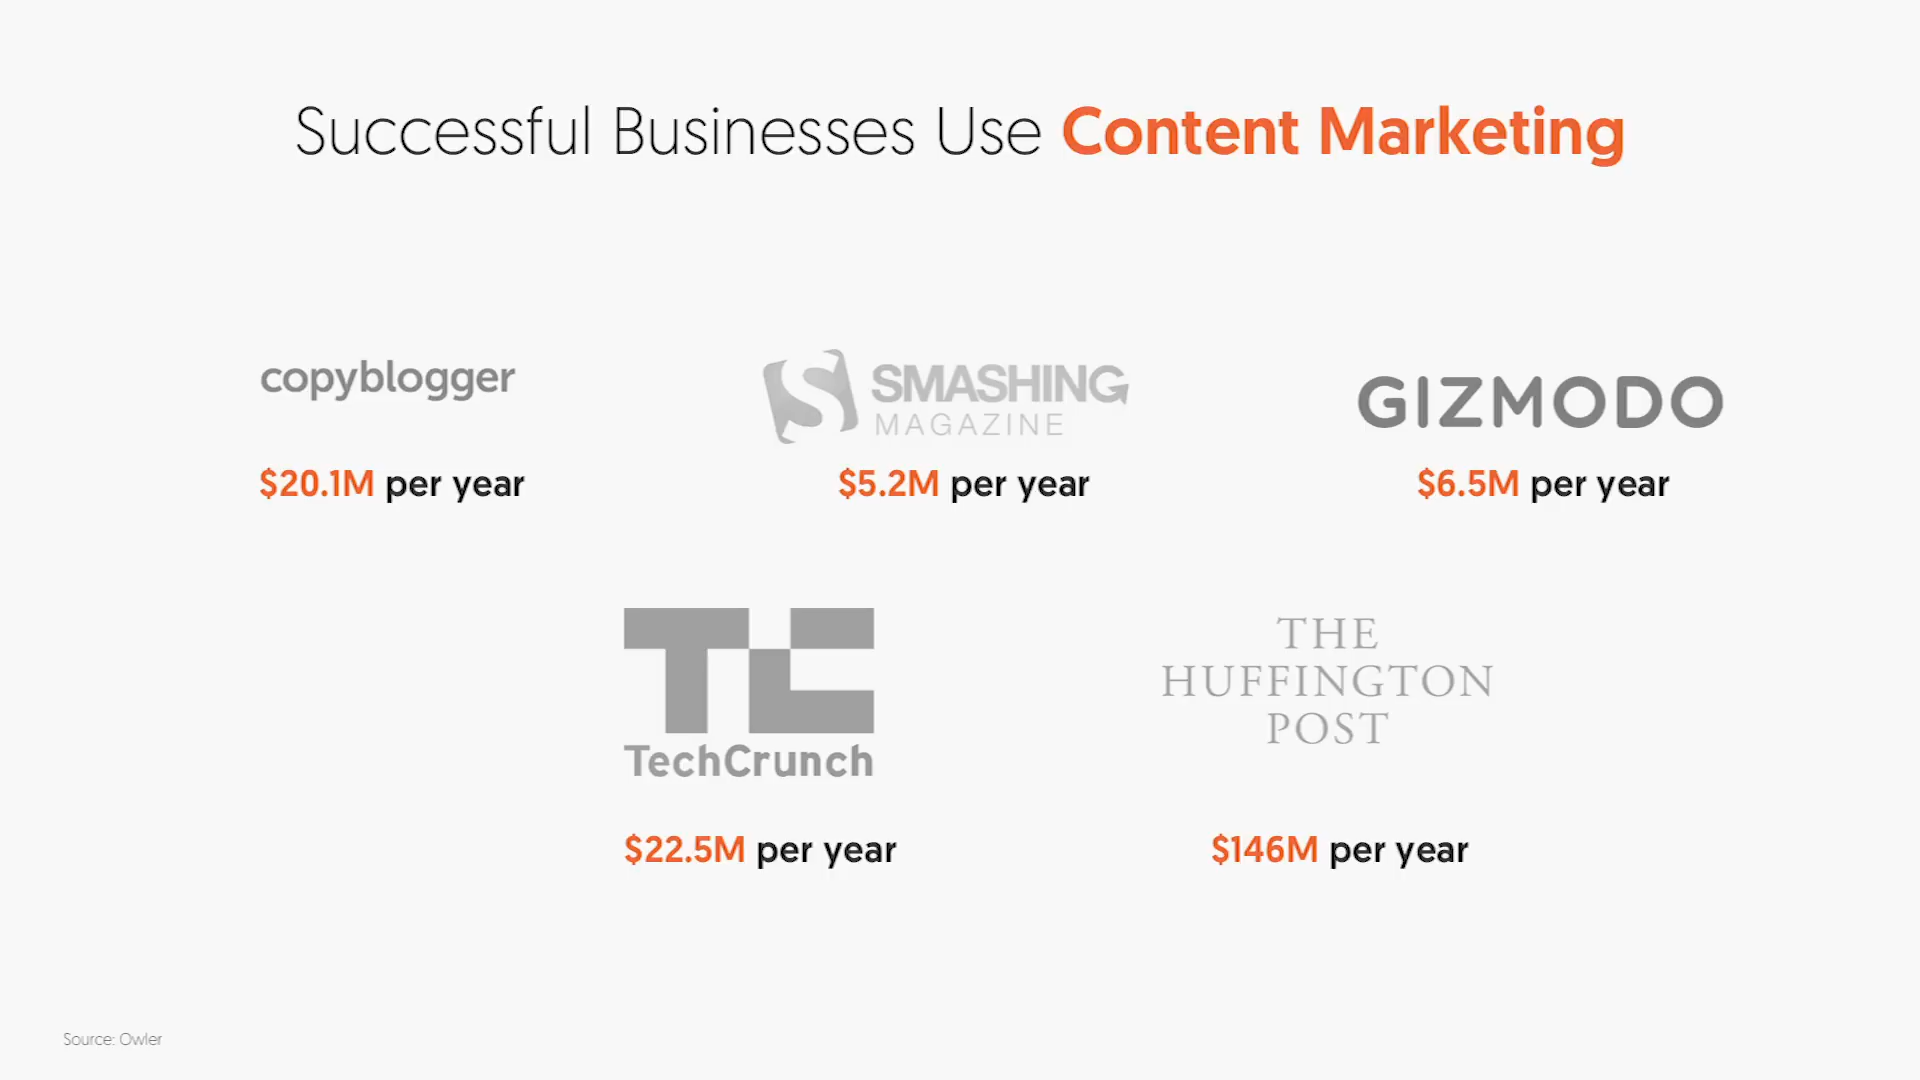 Successful Businesses Use Content Marketing
copyblogger
SMASHING
MAGAZINE
GIZMODO
$20.1M per year
$5.2M per year
$6.5M per year
TC
TechCrunch
THE
HUFFINGTON
POST
$22.5M per year
$146M per year
Source: Owler